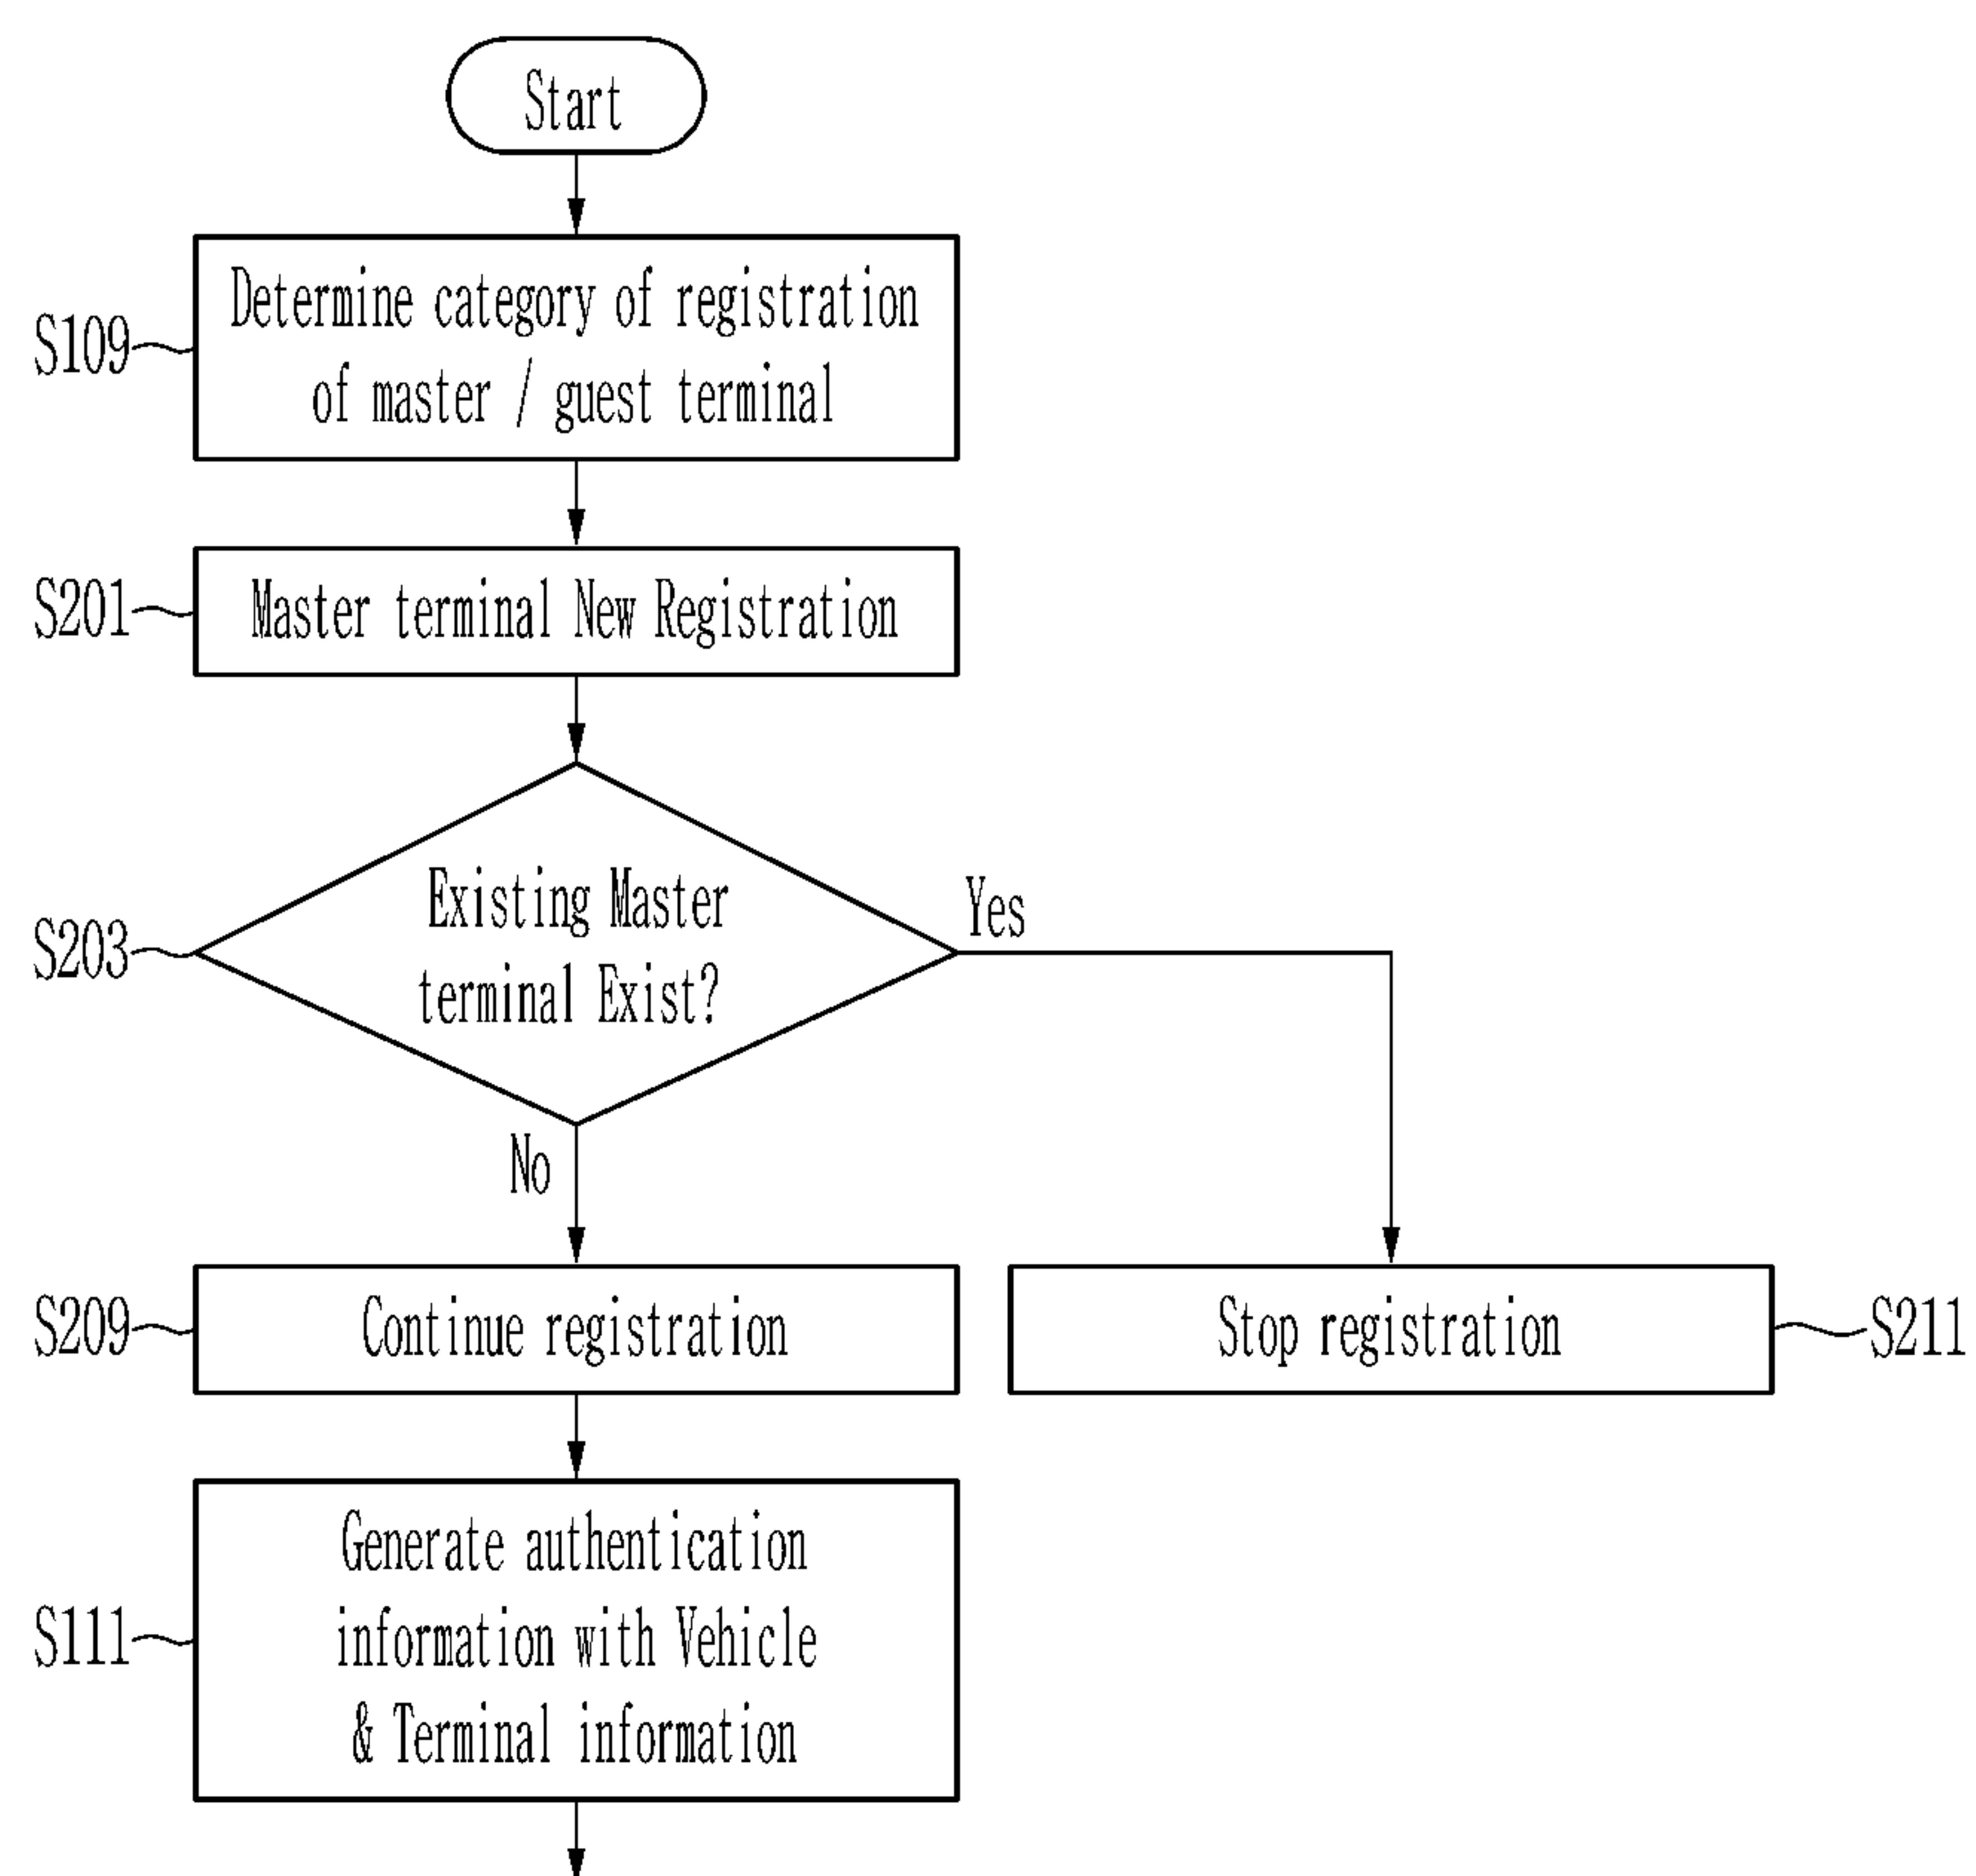 Start
S109
Determine category of registration
of master / guest terminal
S201
Master terminal New Registration
S203
Existing Master
terminal Exist?
Yes
No
S209
Continue registration
Stop registration
S211
S111
Generate authentication
information with Vehicle
& Terminal information